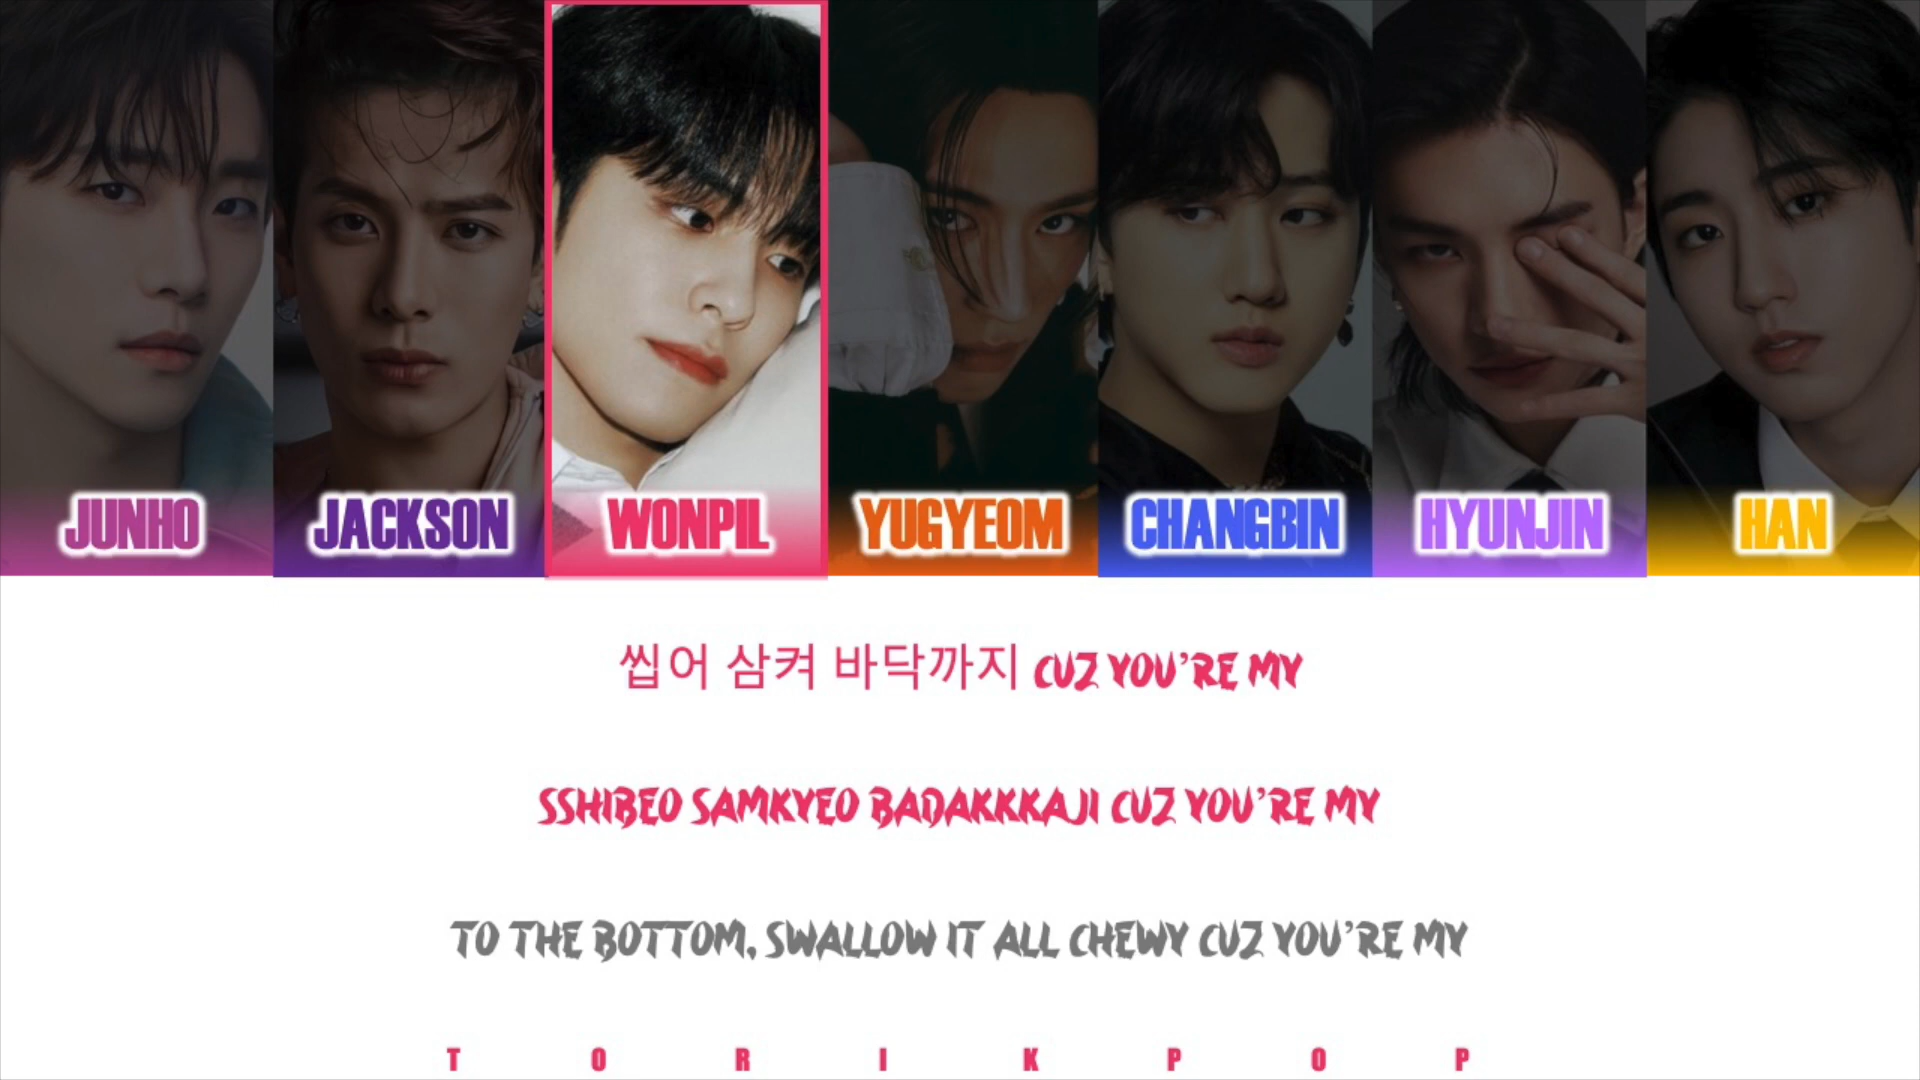 JUNHO JACKSON WONPIL YUGYEOM CHANGBIN HYUNJIN HAN
씹어 삼켜 바닥까지 CUZ YOU'RE MY
SSHIBEO SAMKYEO BADAKKKAJI CUZ YOU'RE MY
TO THE BOTTOM, SWALLOW IT ALL CHEWY CUZ YOU'RE MY
T O R I K P O P